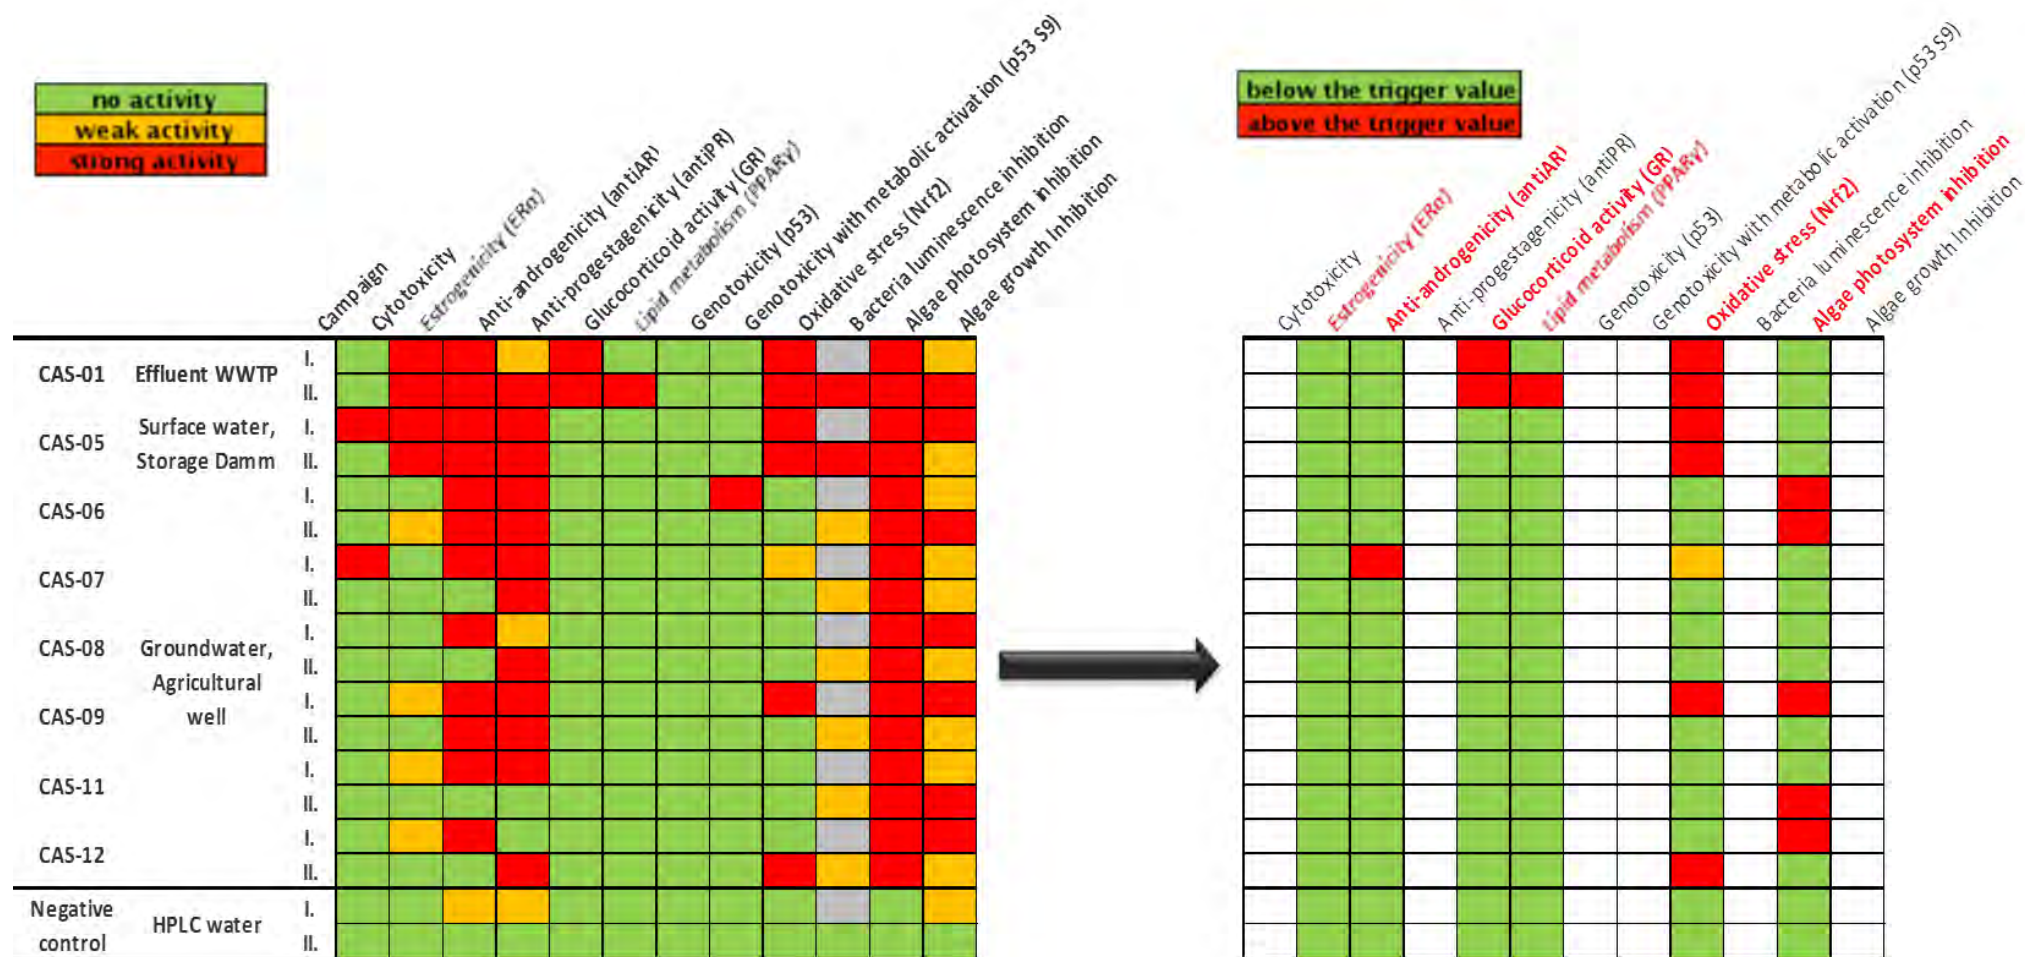 no activity
weak activity
strong activity
below the trigger value
above the trigger value
Campaign
Cytotoxicity
Estrogenicity (ERα)
Anti-androgenicity (antiAR)
Anti-progestagenicity (antiPR)
Glucocorticoid activity (GR)
Lipid metabolism (PPARγ)
Genotoxicity (p53)
Genotoxicity with metabolic activation (p53 S9)
Oxidative stress (Nrf2)
Bacteria luminescence inhibition
Algae photosystem inhibition
Algae growth Inhibition
Cytotoxicity
Estrogenicity (ERα)
Anti-androgenicity (antiAR)
Anti-progestagenicity (antiPR)
Glucocorticoid activity (GR)
Lipid metabolism (PPARγ)
Genotoxicity (p53)
Genotoxicity with metabolic activation (p53 S9)
Oxidative stress (Nrf2)
Bacteria luminescence inhibition
Algae photosystem inhibition
Algae growth Inhibition
CAS-01 Effluent WWTP
I.
II.
CAS-05
Surface water,
Storage Damm
I.
II.
CAS-06
I.
II.
CAS-07
I.
II.
CAS-08
I.
II.
Groundwater,
Agricultural
well
CAS-09
I.
II.
CAS-11
I.
II.
CAS-12
I.
II.
Negative
control
HPLC water
I.
II.